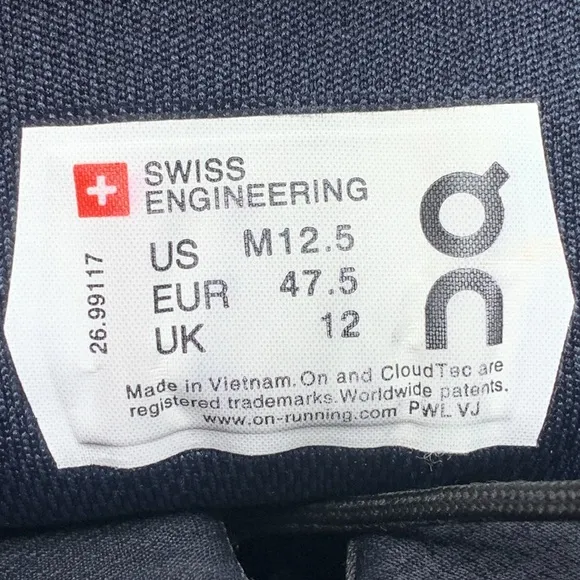 SWISS
ENGINEERING
US M12.5
EUR 47.5
UK 12
26.99117
Made in Vietnam. On and CloudTec are
registered trademarks. Worldwide patents.
www.on-running.com PWL VJ
On